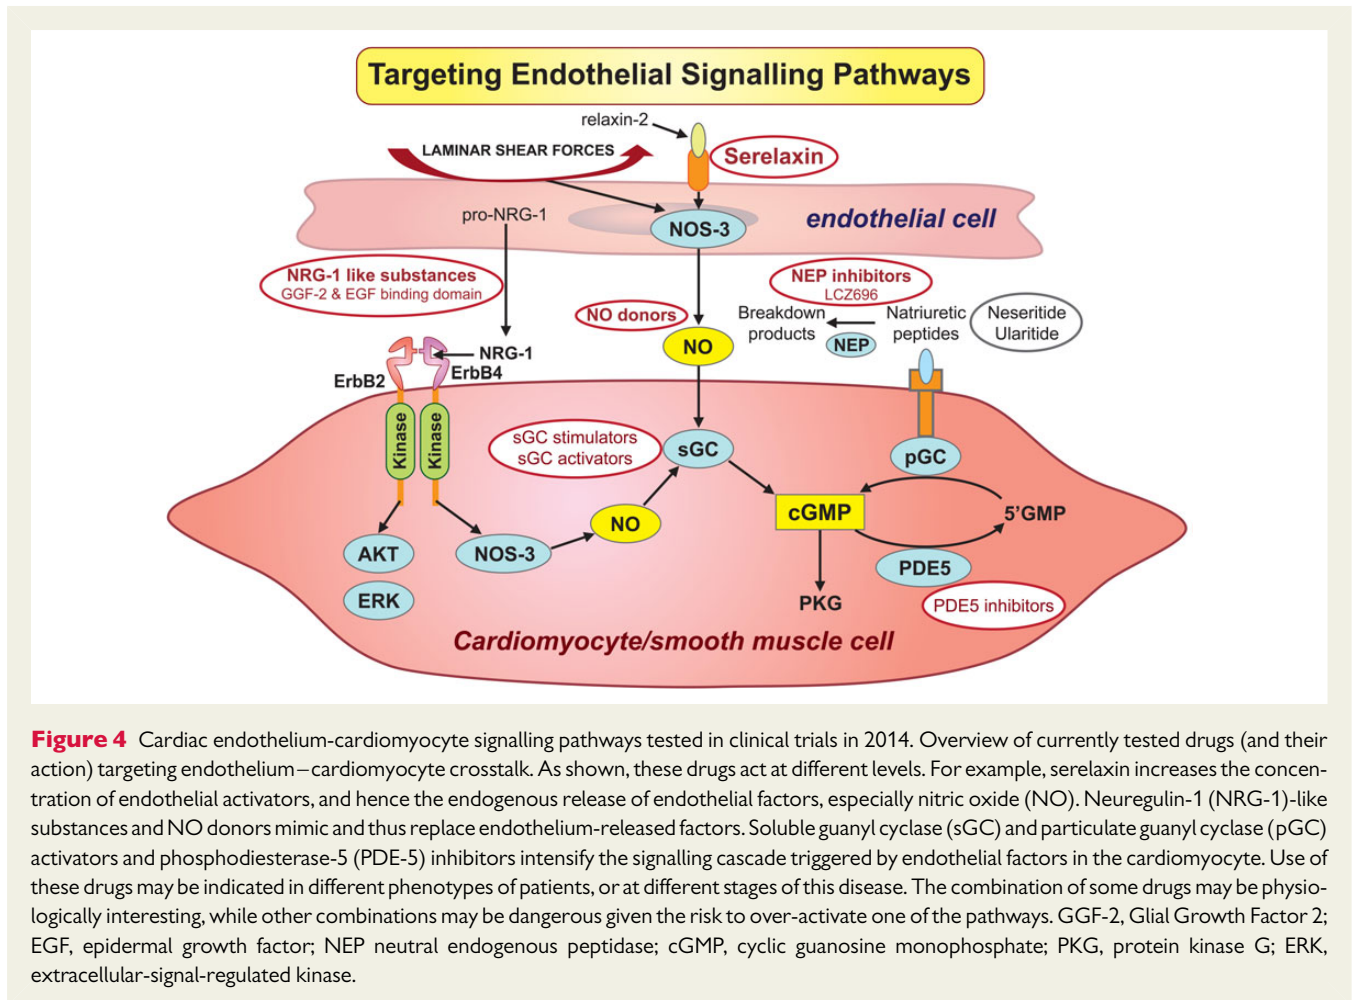 Targeting Endothelial Signalling Pathways
relaxin-2
LAMINAR SHEAR FORCES
Serelaxin
pro-NRG-1
NOS-3
endothelial cell
NRG-1 like substances
GGF-2 & EGF binding domain
NEP inhibitors
LCZ696
NO donors
Breakdown
products
Natriuretic
peptides
Neseritide
Ularitide
NEP
NO
NRG-1
ErbB2
ErbB4
Kinase
Kinase
sGC stimulators
sGC activators
sGC
pGC
cGMP
5'GMP
NO
AKT
NOS-3
PDE5
ERK
PKG
PDE5 inhibitors
Cardiomyocyte/smooth muscle cell
Figure 4 Cardiac endothelium-cardiomyocyte signalling pathways tested in clinical trials in 2014. Overview of currently tested drugs (and their
action) targeting endothelium–cardiomyocyte crosstalk. As shown, these drugs act at different levels. For example, serelaxin increases the concen-
tration of endothelial activators, and hence the endogenous release of endothelial factors, especially nitric oxide (NO). Neuregulin-1 (NRG-1)-like
substances and NO donors mimic and thus replace endothelium-released factors. Soluble guanyl cyclase (sGC) and particulate guanyl cyclase (pGC)
activators and phosphodiesterase-5 (PDE-5) inhibitors intensify the signalling cascade triggered by endothelial factors in the cardiomyocyte. Use of
these drugs may be indicated in different phenotypes of patients, or at different stages of this disease. The combination of some drugs may be physio-
logically interesting, while other combinations may be dangerous given the risk to over-activate one of the pathways. GGF-2, Glial Growth Factor 2;
EGF, epidermal growth factor; NEP neutral endogenous peptidase; cGMP, cyclic guanosine monophosphate; PKG, protein kinase G; ERK,
extracellular-signal-regulated kinase.